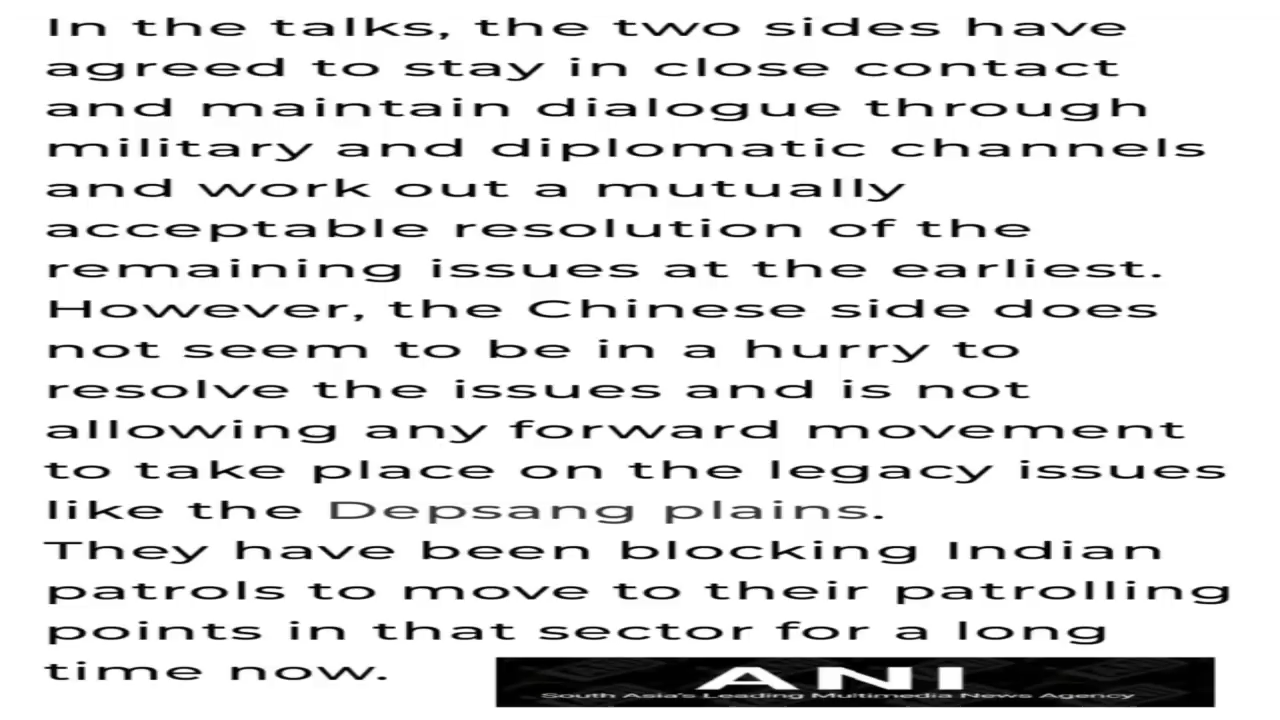 In the talks, the two sides have
agreed to stay in close contact
and maintain dialogue through
military and diplomatic channels
and work out a mutually
acceptable resolution of the
remaining issues at the earliest.
However, the Chinese side does
not seem to be in a hurry to
resolve the issues and is not
allowing any forward movement
to take place on the legacy issues
like the Depsang plains.
They have been blocking Indian
patrols to move to their patrolling
points in that sector for a long
time now.
ANI
South Asia's Leading Multimedia News Agency